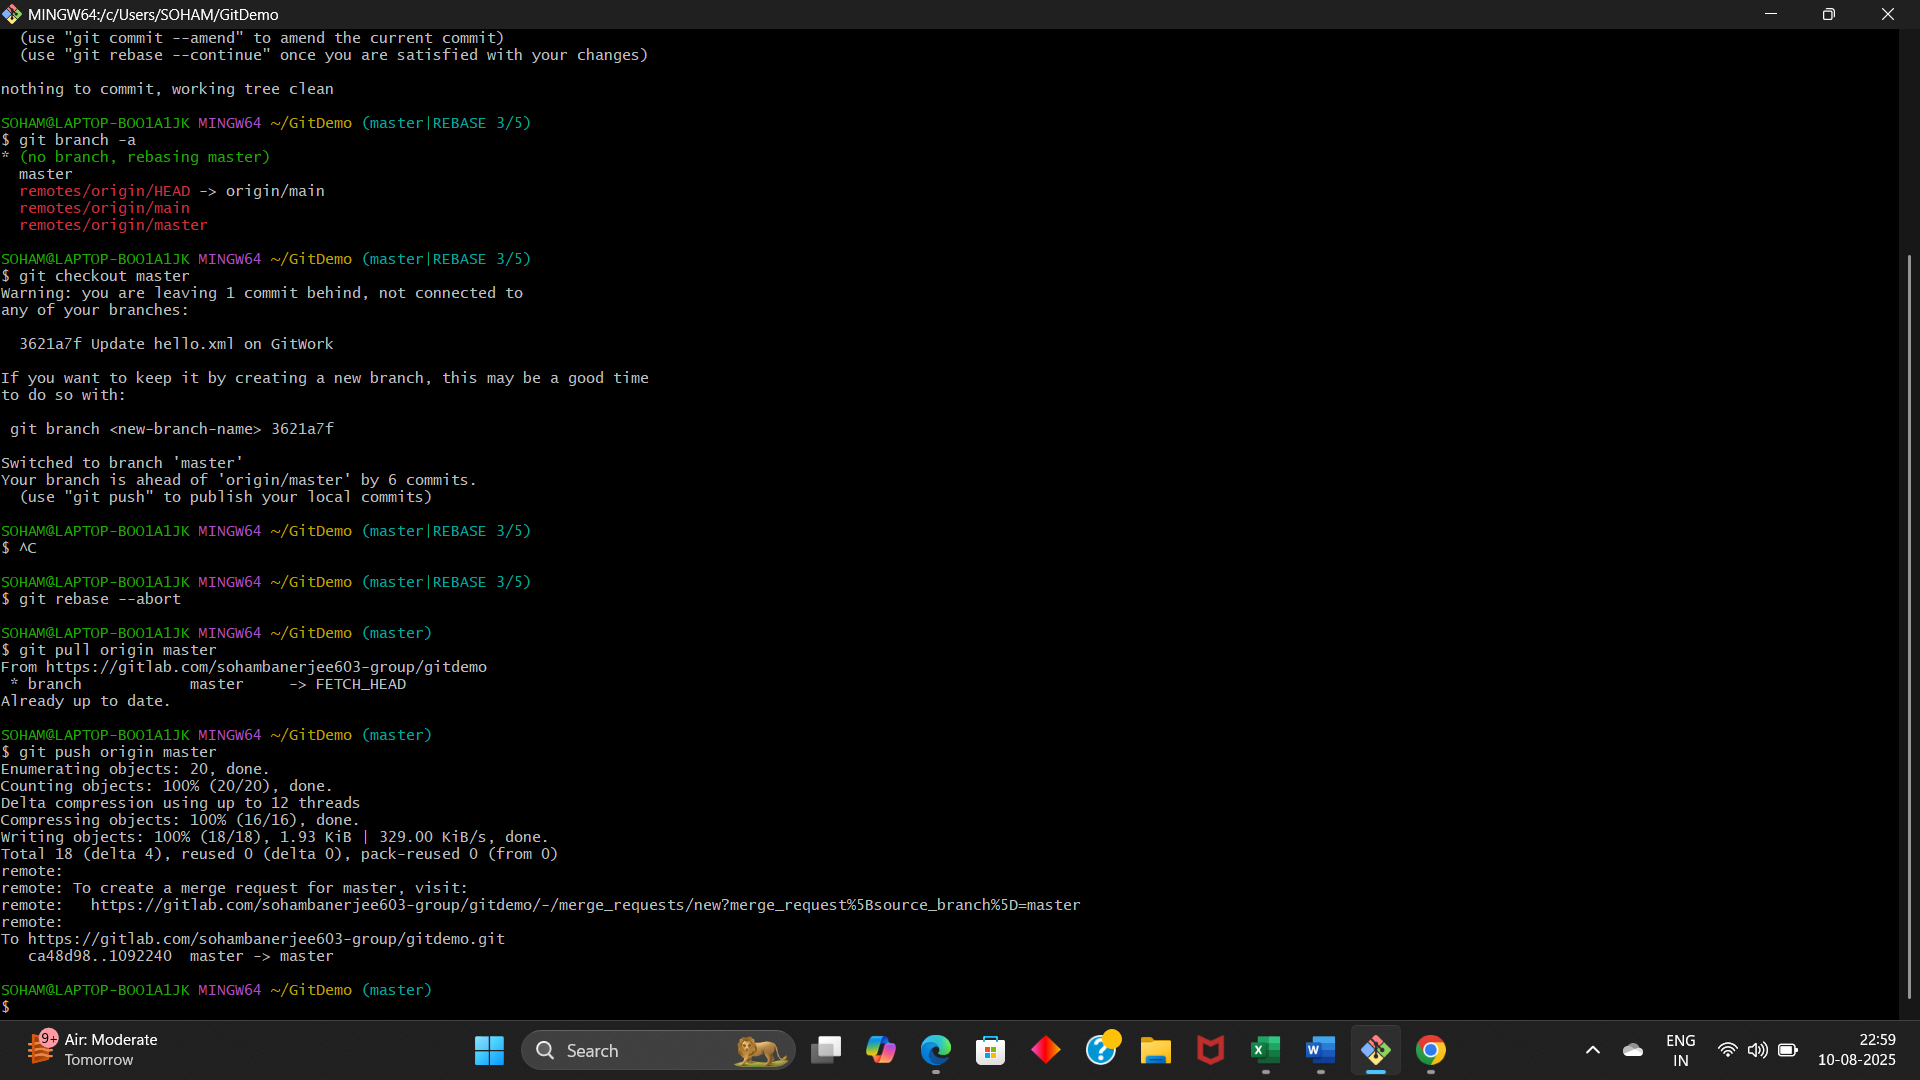 MINGW64:/c/Users/SOHAM/GitDemo
(use "git commit --amend" to amend the current commit)
(use "git rebase --continue" once you are satisfied with your changes)
nothing to commit, working tree clean
SOHAM@LAPTOP-BOO1A1JK MINGW64 ~/GitDemo (master|REBASE 3/5)
$ git branch -a
* (no branch, rebasing master)
master
remotes/origin/HEAD -> origin/main
remotes/origin/main
remotes/origin/master
SOHAM@LAPTOP-BOO1A1JK MINGW64 ~/GitDemo (master|REBASE 3/5)
$ git checkout master
Warning: you are leaving 1 commit behind, not connected to
any of your branches:
3621a7f Update hello.xml on GitWork
If you want to keep it by creating a new branch, this may be a good time
to do so with:
git branch <new-branch-name> 3621a7f
Switched to branch 'master'
Your branch is ahead of 'origin/master' by 6 commits.
(use "git push" to publish your local commits)
SOHAM@LAPTOP-BOO1A1JK MINGW64 ~/GitDemo (master|REBASE 3/5)
$ ^C
SOHAM@LAPTOP-BOO1A1JK MINGW64 ~/GitDemo (master|REBASE 3/5)
$ git rebase --abort
SOHAM@LAPTOP-BOO1A1JK MINGW64 ~/GitDemo (master)
$ git pull origin master
From https://gitlab.com/sohambanerjee603-group/gitdemo
* branch master -> FETCH_HEAD
Already up to date.
SOHAM@LAPTOP-BOO1A1JK MINGW64 ~/GitDemo (master)
$ git push origin master
Enumerating objects: 20, done.
Counting objects: 100% (20/20), done.
Delta compression using up to 12 threads
Compressing objects: 100% (16/16), done.
Writing objects: 100% (18/18), 1.93 KiB | 329.00 KiB/s, done.
Total 18 (delta 4), reused 0 (delta 0), pack-reused 0 (from 0)
remote:
remote: To create a merge request for master, visit:
remote: https://gitlab.com/sohambanerjee603-group/gitdemo/-/merge_requests/new?merge_request%5Bsource_branch%5D=master
remote:
To https://gitlab.com/sohambanerjee603-group/gitdemo.git
ca48d98..1092240 master -> master
SOHAM@LAPTOP-BOO1A1JK MINGW64 ~/GitDemo (master)
$
9+
Air: Moderate
Tomorrow
Search
ENG
IN
22:59
10-08-2025